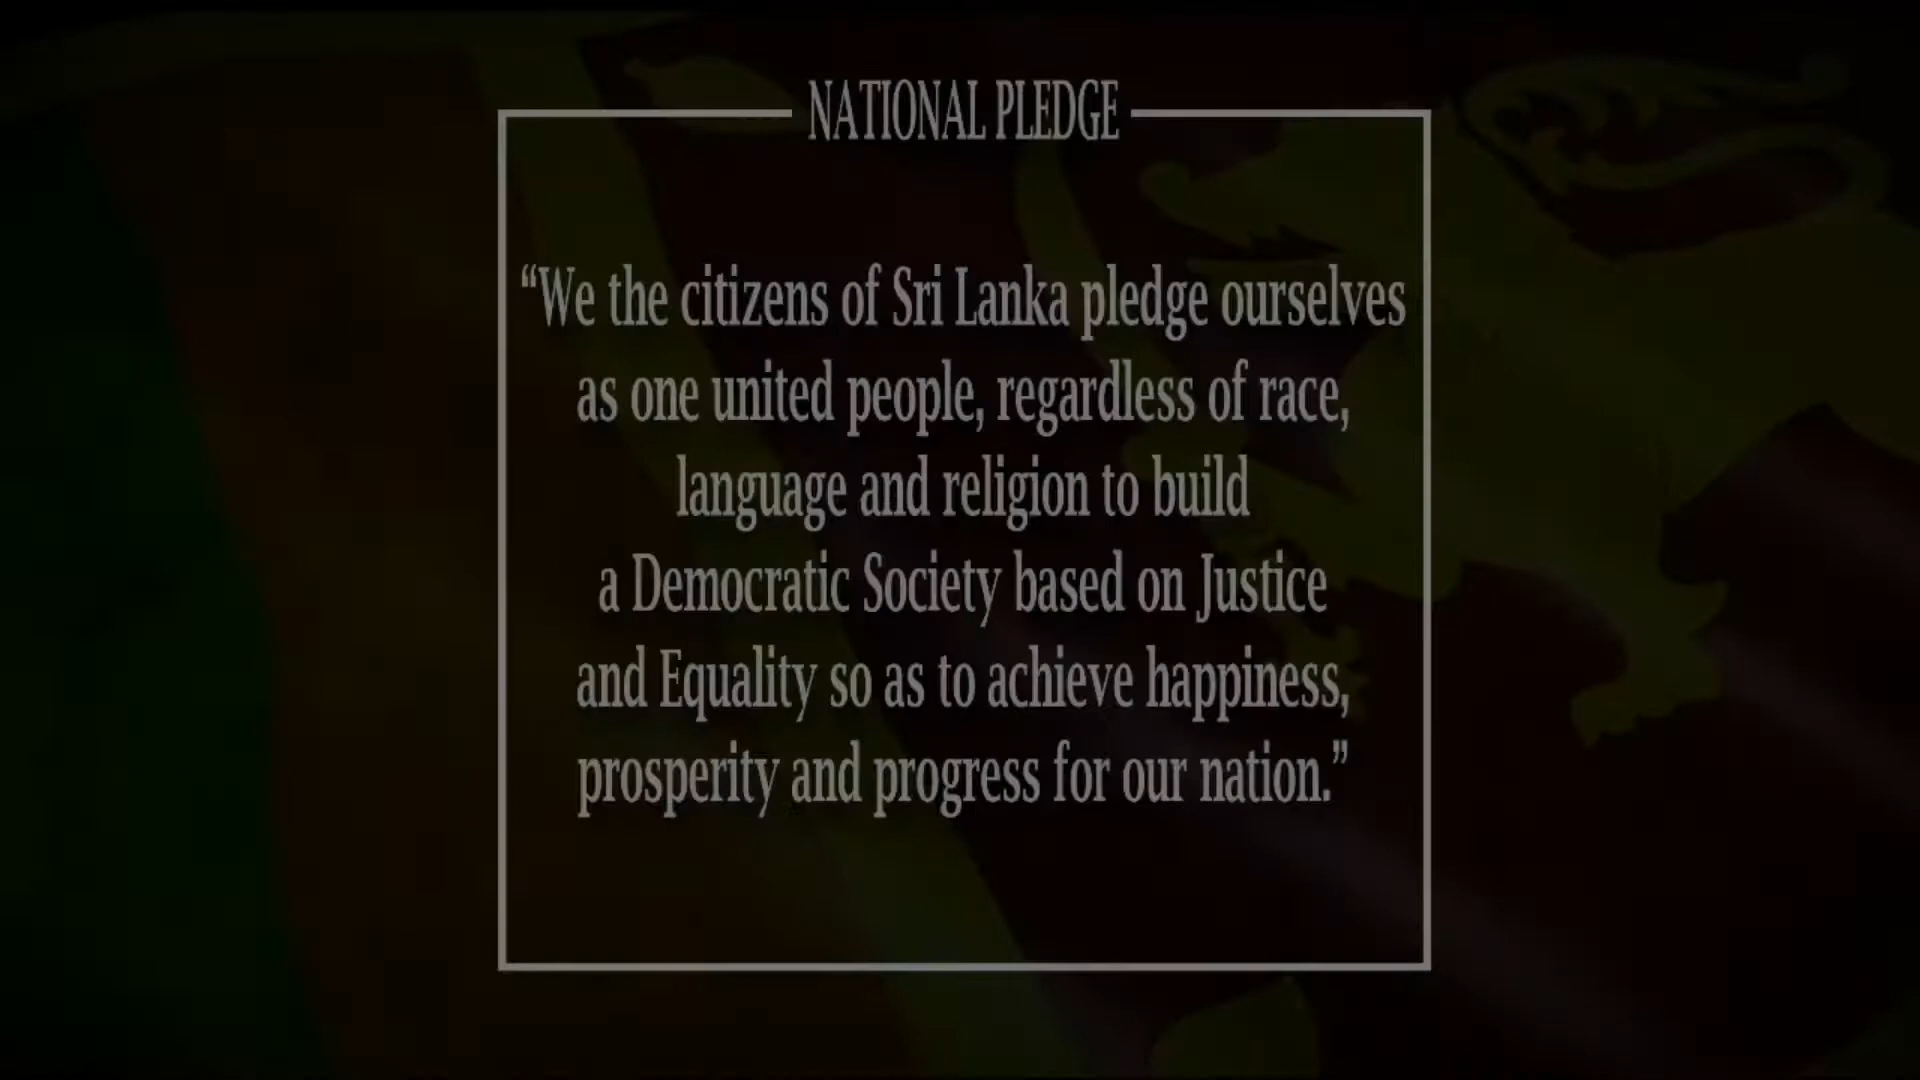 NATIONAL PLEDGE
“We the citizens of Sri Lanka pledge ourselves
as one united people, regardless of race,
language and religion to build
a Democratic Society based on Justice
and Equality so as to achieve happiness,
prosperity and progress for our nation.”